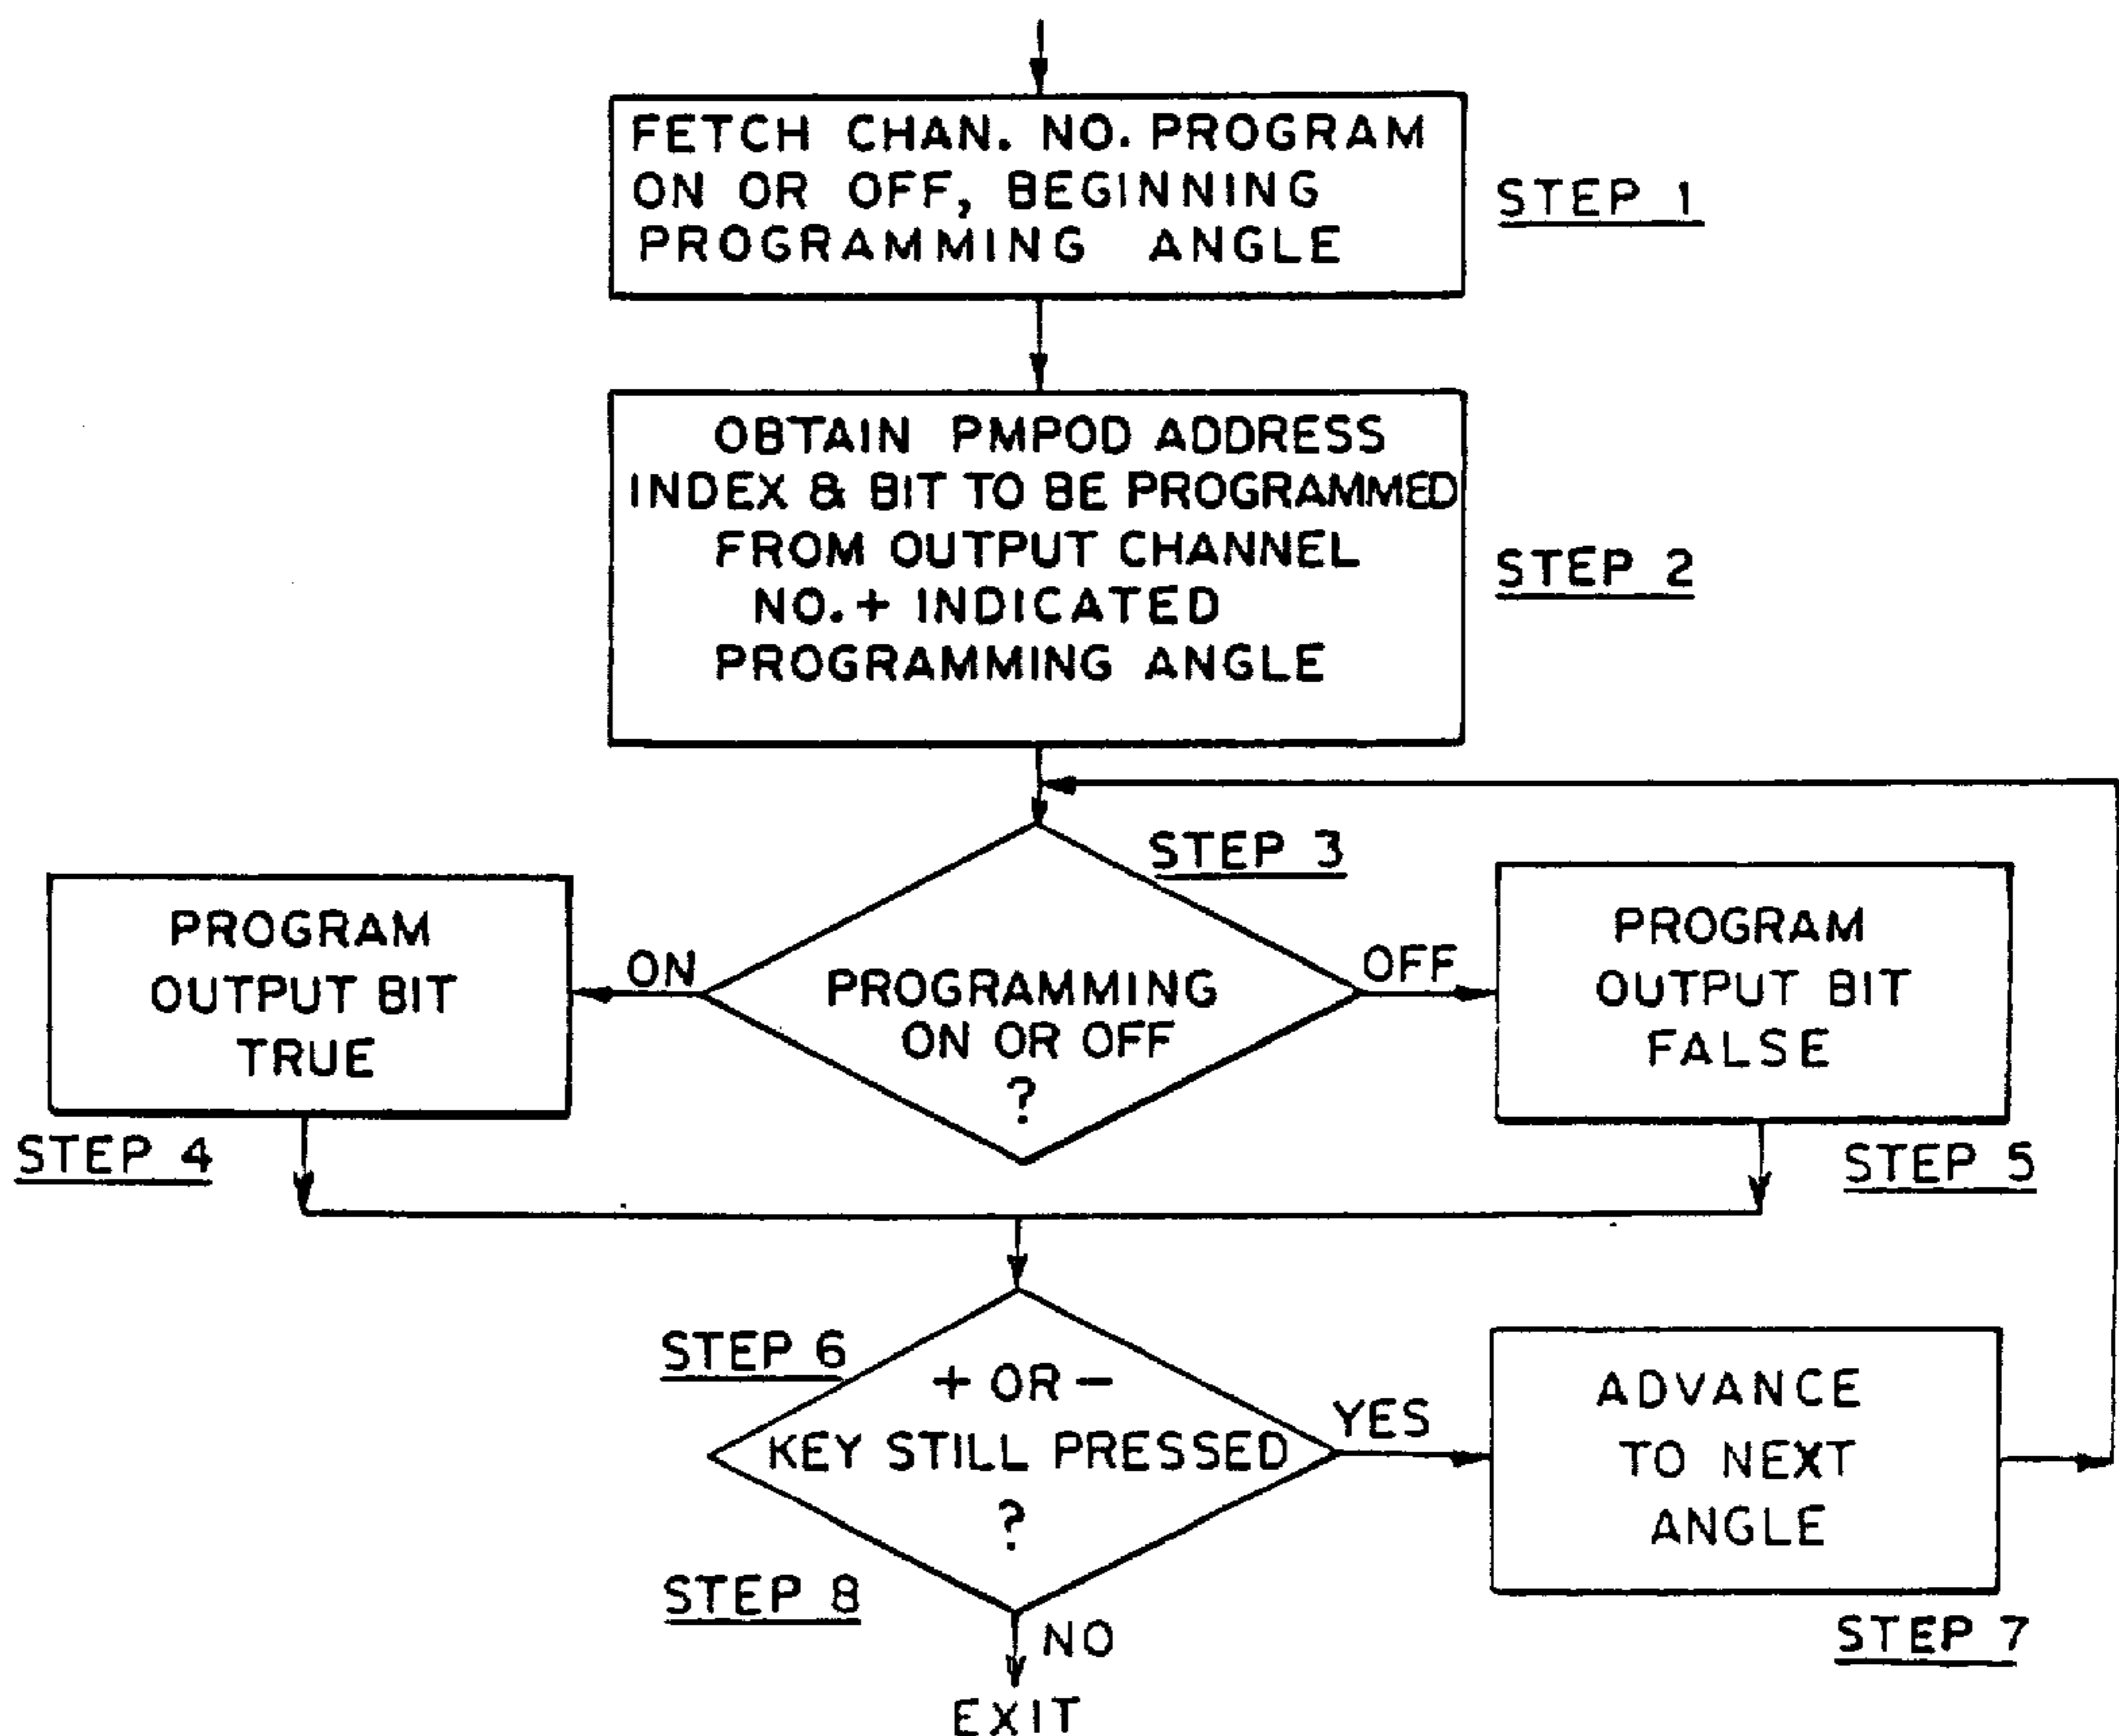 FETCH CHAN. NO. PROGRAM
ON OR OFF, BEGINNING
PROGRAMMING ANGLE
STEP 1
OBTAIN PMPOD ADDRESS
INDEX & BIT TO BE PROGRAMMED
FROM OUTPUT CHANNEL
NO. + INDICATED
PROGRAMMING ANGLE
STEP 2
STEP 3
PROGRAM
OUTPUT BIT
TRUE
STEP 4
ON
PROGRAMMING
ON OR OFF
?
OFF
PROGRAM
OUTPUT BIT
FALSE
STEP 5
STEP 6
+ OR -
KEY STILL PRESSED
?
YES
ADVANCE
TO NEXT
ANGLE
STEP 7
STEP 8
NO
EXIT